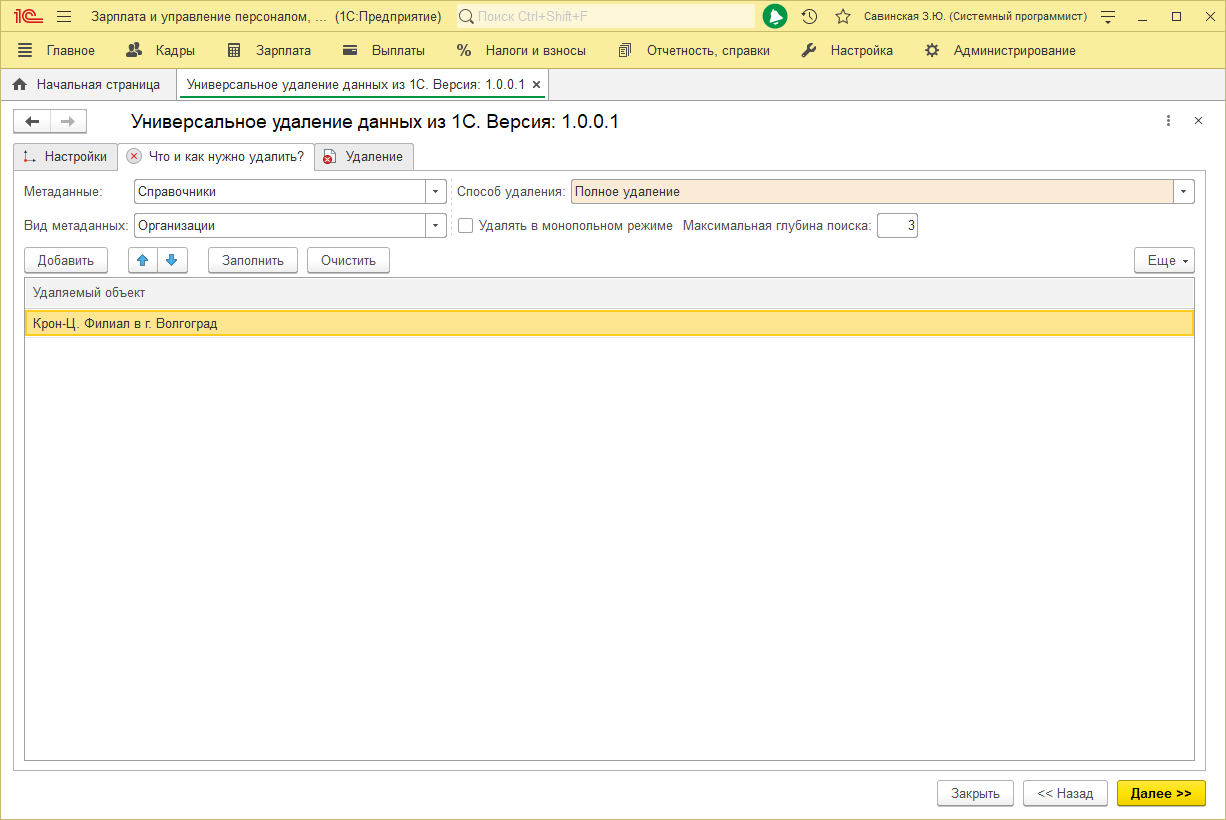 1С Зарплата и управление персоналом, ... (1С:Предприятие) Поиск Ctrl+Shift+F Савинская З.Ю. (Системный программист)
Главное Кадры Зарплата Выплаты % Налоги и взносы Отчетность, справки Настройка Администрирование
Начальная страница Универсальное удаление данных из 1С. Версия: 1.0.0.1 ×
Универсальное удаление данных из 1С. Версия: 1.0.0.1
Настройки Что и как нужно удалить? Удаление
Метаданные: Справочники Способ удаления: Полное удаление
Вид метаданных: Организации Удалять в монопольном режиме Максимальная глубина поиска: 3
Добавить Заполнить Очистить Еще
Удаляемый объект
Крон-Ц. Филиал в г. Волгоград
Закрыть << Назад Далее >>